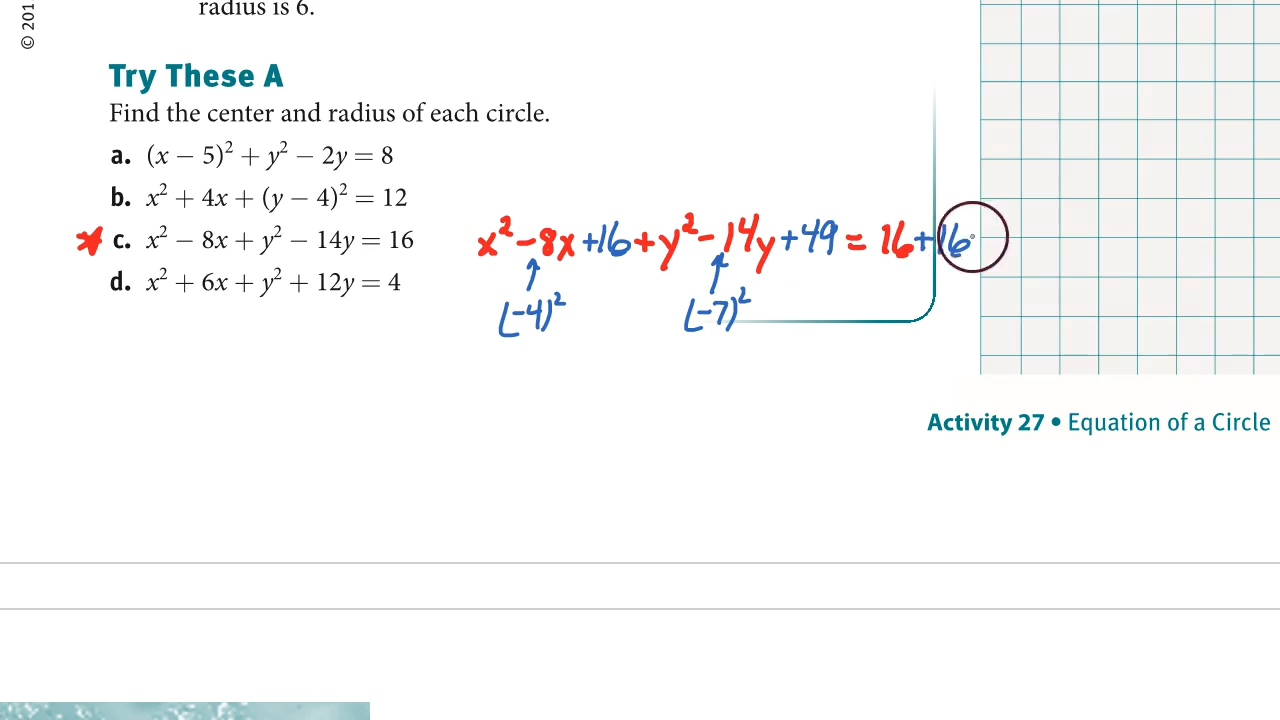 radius is 6.
© 201
Try These A
Find the center and radius of each circle.
a. (x − 5)² + y² − 2y = 8
b. x² + 4x + (y − 4)² = 12
c. x² − 8x + y² − 14y = 16
x² − 8x + 16 + y² − 14y + 49 = 16 + 16
d. x² + 6x + y² + 12y = 4
(-4)² (-7)²
Activity 27 • Equation of a Circle